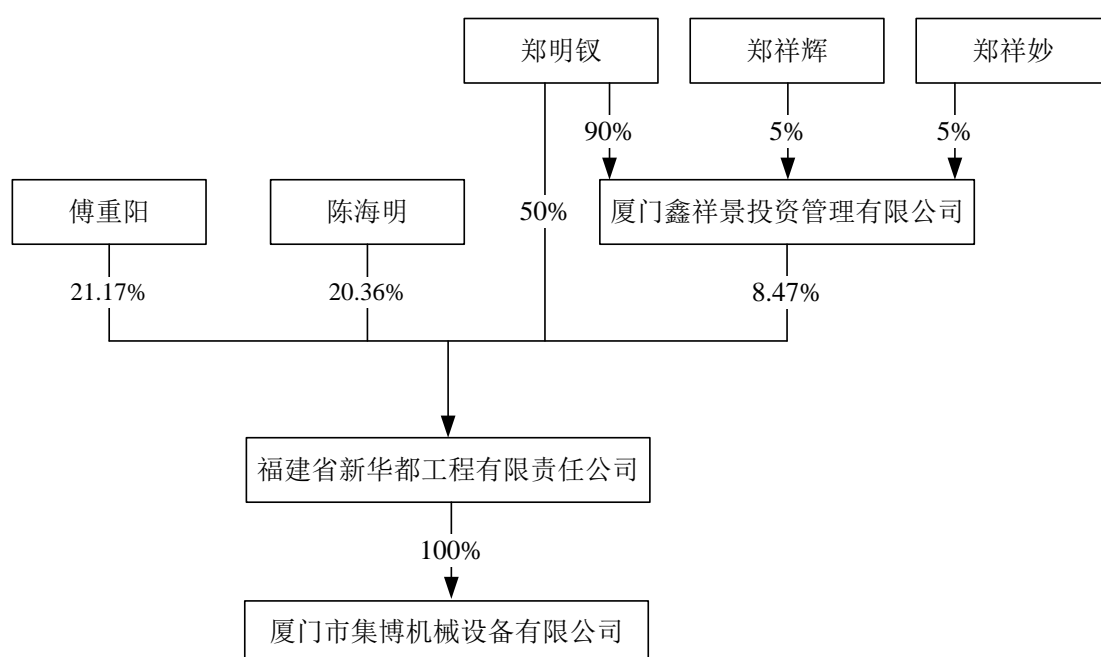 郑明钗
郑祥辉
郑祥妙
90%
5%
5%
傅重阳
陈海明
50%
厦门鑫祥景投资管理有限公司
21.17%
20.36%
8.47%
福建省新华都工程有限责任公司
100%
厦门市集博机械设备有限公司